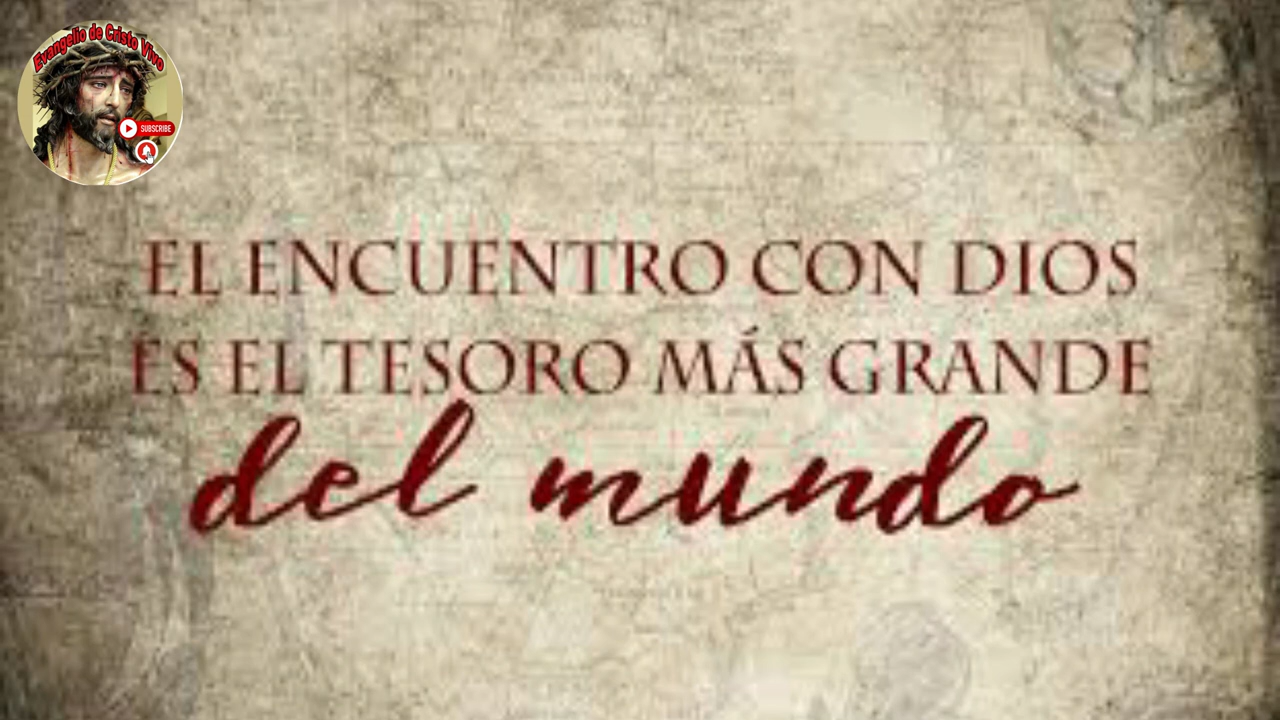 Evangelio de Cristo Vivo
SUBSCRIBE
EL ENCUENTRO CON DIOS
ES EL TESORO MÁS GRANDE
del mundo